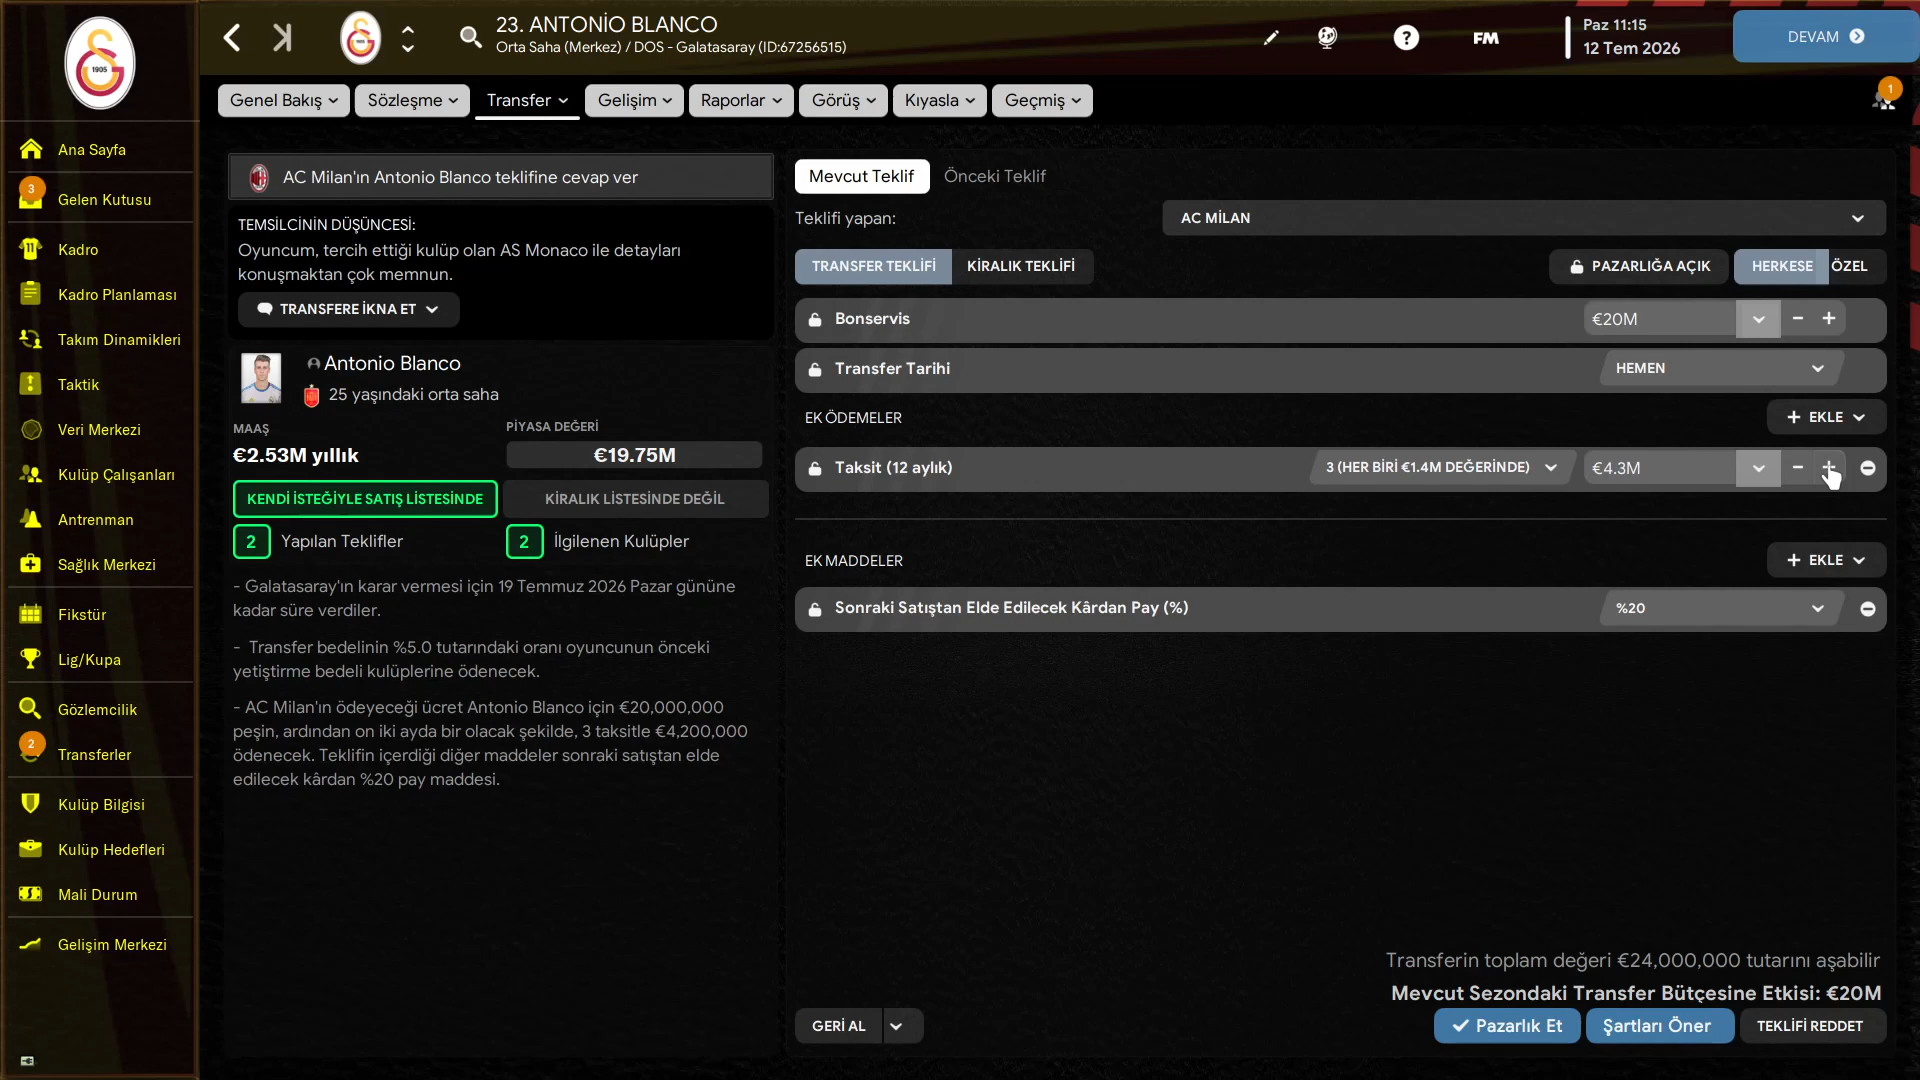 1905
23. ANTONİO BLANCO
Orta Saha (Merkez) / DOS - Galatasaray (ID:67256515)
FM
Paz 11:15
12 Tem 2026
DEVAM
Genel Bakış
Sözleşme
Transfer
Gelişim
Raporlar
Görüş
Kıyasla
Geçmiş
1
Ana Sayfa
3
Gelen Kutusu
Kadro
Kadro Planlaması
Takım Dinamikleri
Taktik
Veri Merkezi
Kulüp Çalışanları
Antrenman
Sağlık Merkezi
Fikstür
Lig/Kupa
Gözlemcilik
2
Transferler
Kulüp Bilgisi
Kulüp Hedefleri
Mali Durum
Gelişim Merkezi
AC Milan'ın Antonio Blanco teklifine cevap ver
TEMSİLCİNİN DÜŞÜNCESİ:
Oyuncum, tercih ettiği kulüp olan AS Monaco ile detayları
konuşmaktan çok memnun.
TRANSFERE İKNA ET
Antonio Blanco
25 yaşındaki orta saha
MAAŞ
PİYASA DEĞERİ
€2.53M yıllık
€19.75M
KENDİ İSTEĞİYLE SATIŞ LİSTESİNDE
KİRALIK LİSTESİNDE DEĞİL
2 Yapılan Teklifler
2 İlgilenen Kulüpler
- Galatasaray'ın karar vermesi için 19 Temmuz 2026 Pazar gününe
kadar süre verdiler.
- Transfer bedelinin %5.0 tutarındaki oranı oyuncunun önceki
yetiştirme bedeli kulüplerine ödenecek.
- AC Milan'ın ödeyeceği ücret Antonio Blanco için €20,000,000
peşin, ardından on iki ayda bir olacak şekilde, 3 taksitle €4,200,000
ödenecek. Teklifin içerdiği diğer maddeler sonraki satıştan elde
edilecek kârdan %20 pay maddesi.
Mevcut Teklif
Önceki Teklif
Teklifi yapan:
AC MİLAN
TRANSFER TEKLİFİ
KİRALIK TEKLİFİ
PAZARLIĞA AÇIK
HERKESE
ÖZEL
Bonservis
€20M
Transfer Tarihi
HEMEN
EK ÖDEMELER
EKLE
Taksit (12 aylık)
3 (HER BİRİ €1.4M DEĞERİNDE)
€4.3M
EK MADDELER
EKLE
Sonraki Satıştan Elde Edilecek Kârdan Pay (%)
%20
Transferin toplam değeri €24,000,000 tutarını aşabilir
Mevcut Sezondaki Transfer Bütçesine Etkisi: €20M
GERİ AL
Pazarlık Et
Şartları Öner
TEKLİFİ REDDET